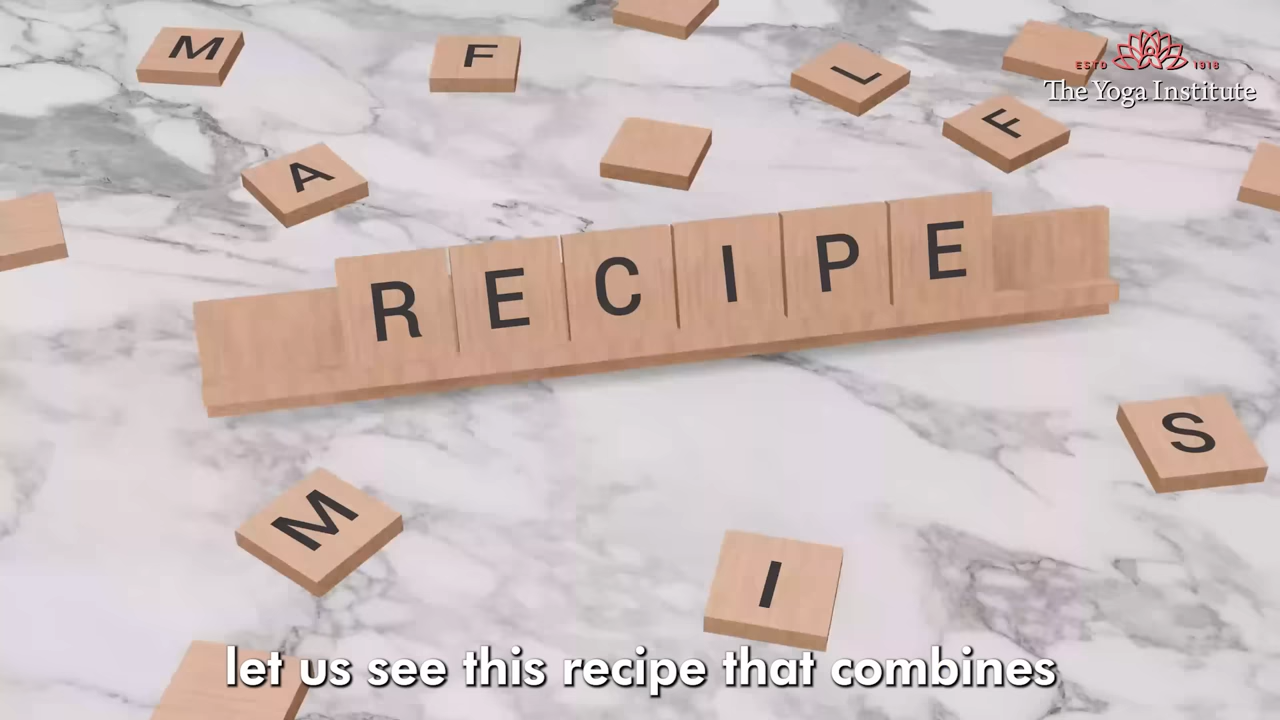 M
F
L
ESTD 1918
The Yoga Institute
F
A
RECIPE
S
M
I
let us see this recipe that combines